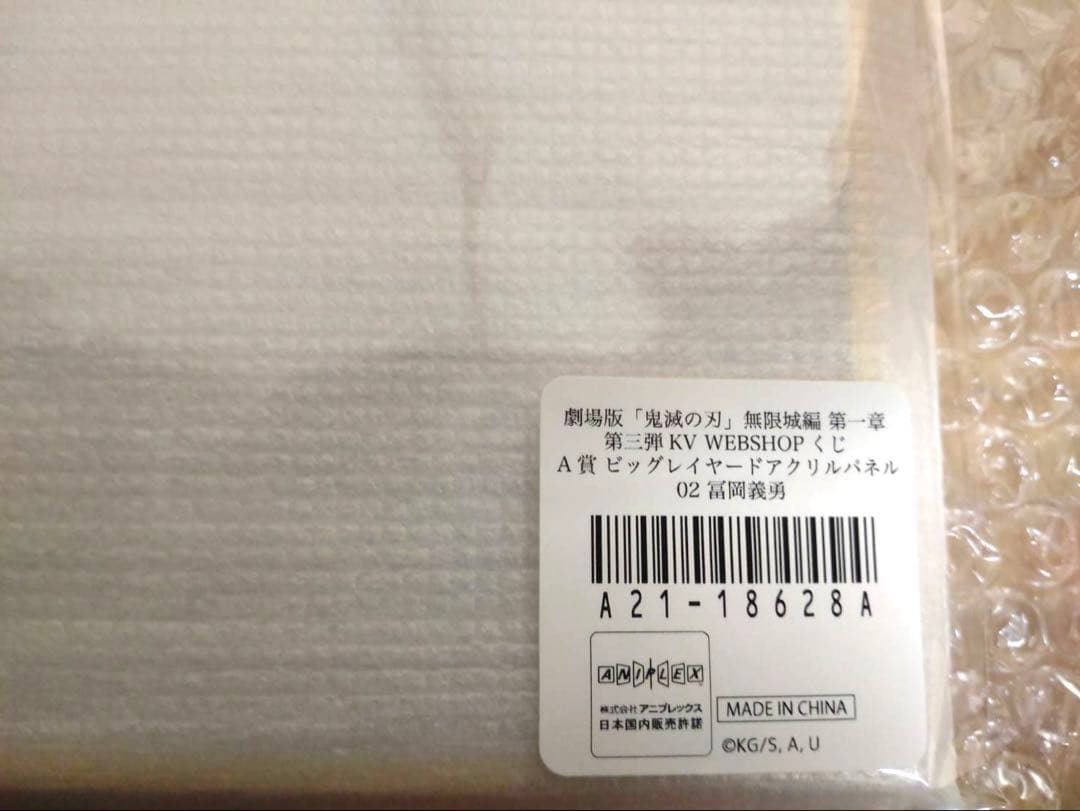 劇場版「鬼滅の刃」無限城編 第一章
第三弾 KV WEBSHOP くじ
A 賞 ビッグレイヤードアクリルパネル
02 冨岡義勇
A21-18628A
ANIPLEX
株式会社アニプレックス
日本国内販売許諾
MADE IN CHINA
©KG/S, A, U